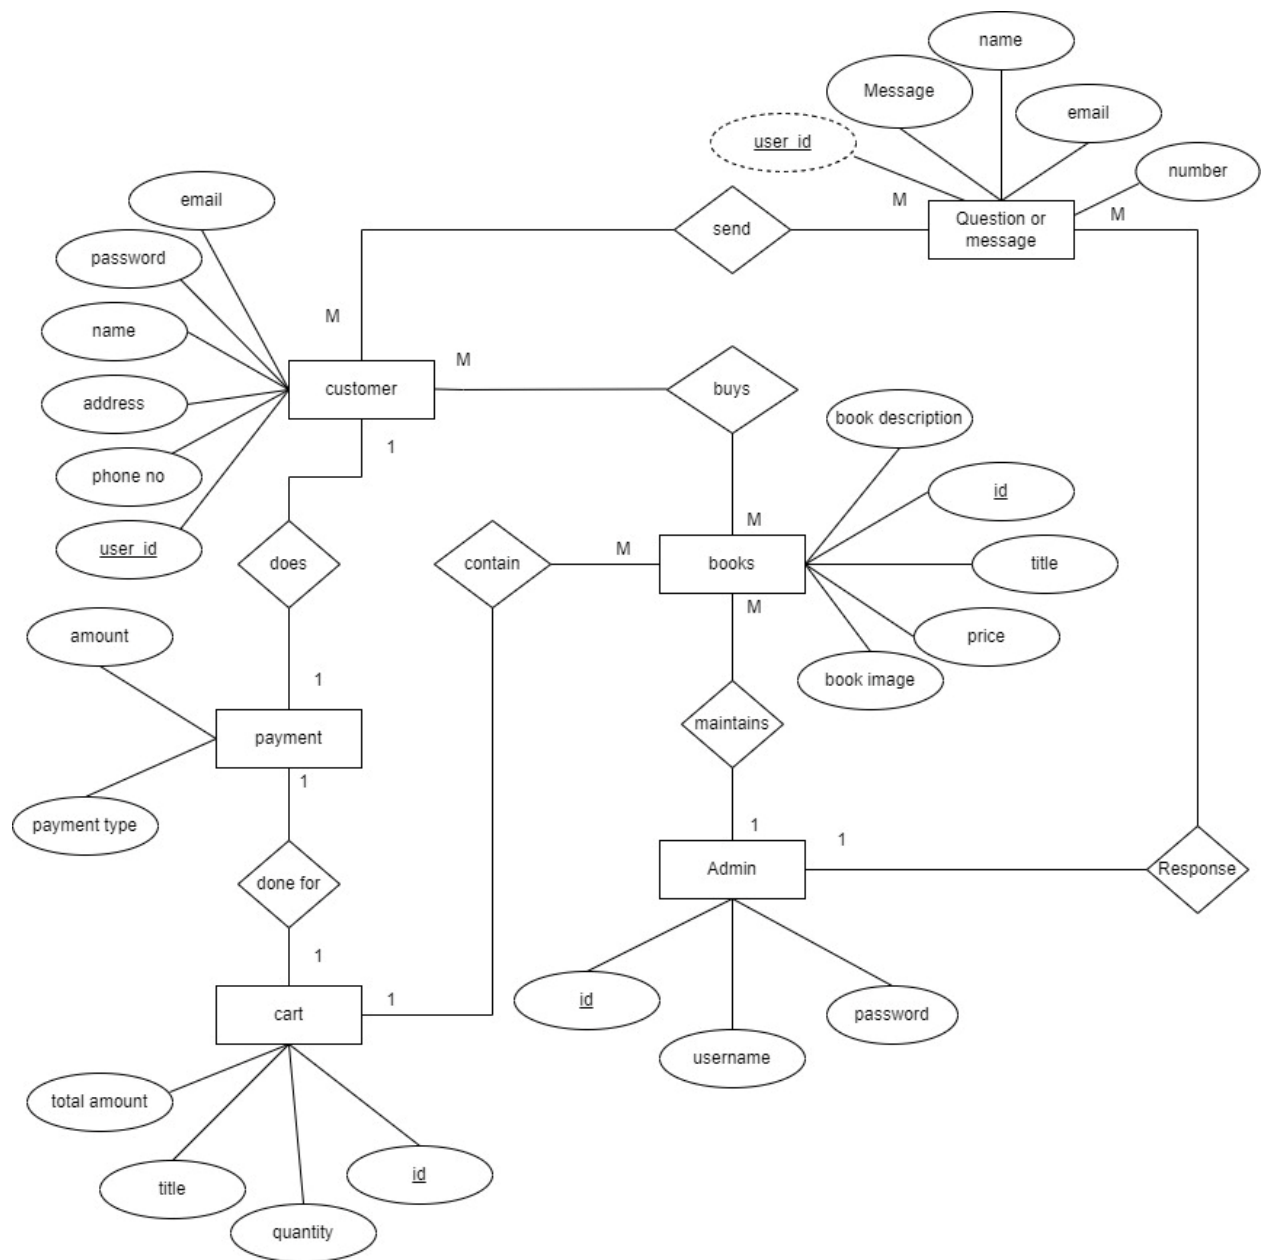 name
Message
email
user_id
number
email
M
M
Question or
message
send
password
M
name
M
customer
buys
address
book description
1
phone no
id
M
user_id
does
contain
M
books
title
M
amount
price
1
book image
payment
maintains
1
payment type
1
1
Admin
Response
done for
1
1
id
password
cart
username
total amount
title
id
quantity